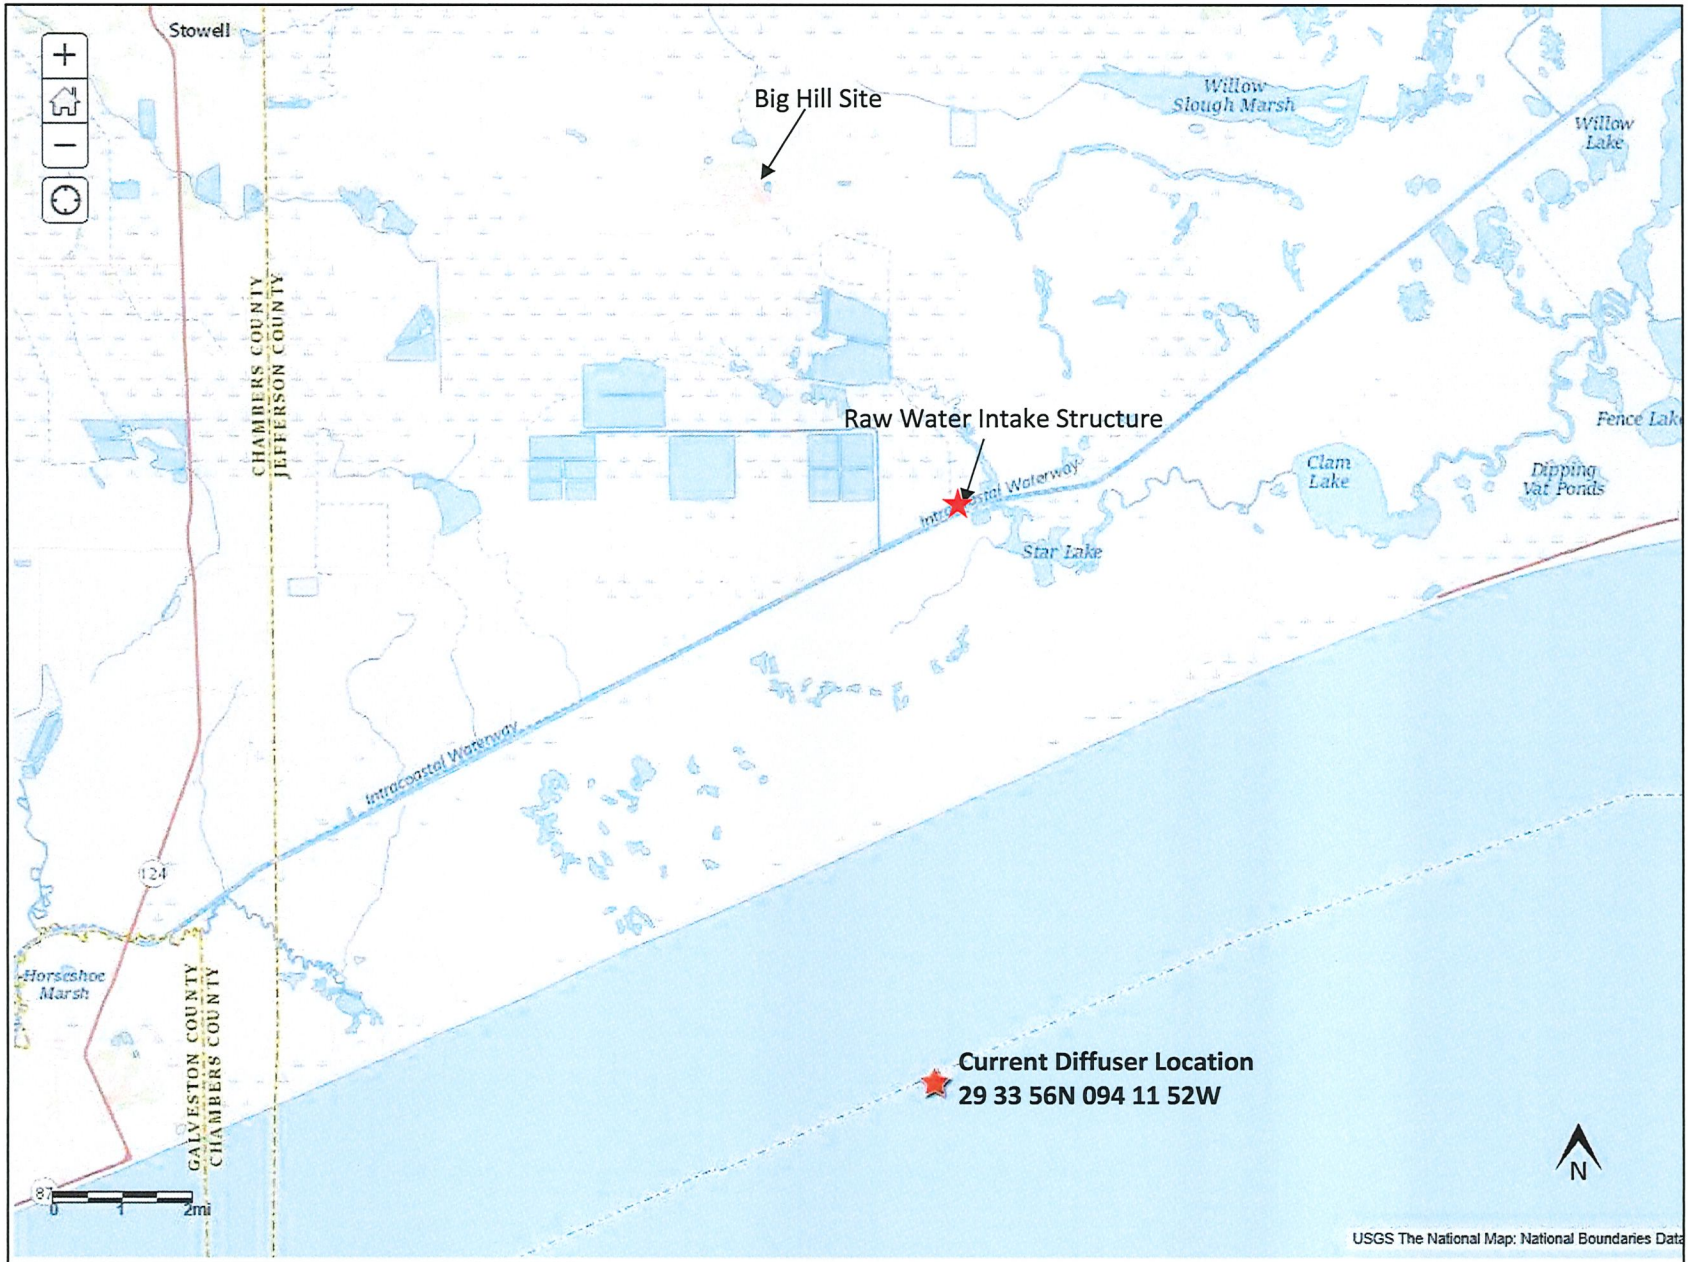 Stowell
Big Hill Site
Willow
Slough Marsh
Willow
Lake
CHAMBERS COUNTY
JEFFERSON COUNTY
Raw Water Intake Structure
Fence Lake
Clam
Lake
Dipping
Vat Ponds
Intracoastal Waterway
Star Lake
Intracoastal Waterway
124
Horseshoe
Marsh
GALVESTON COUNTY
CHAMBERS COUNTY
Current Diffuser Location
29 33 56N 094 11 52W
N
87
0 1 2mi
USGS The National Map: National Boundaries Data